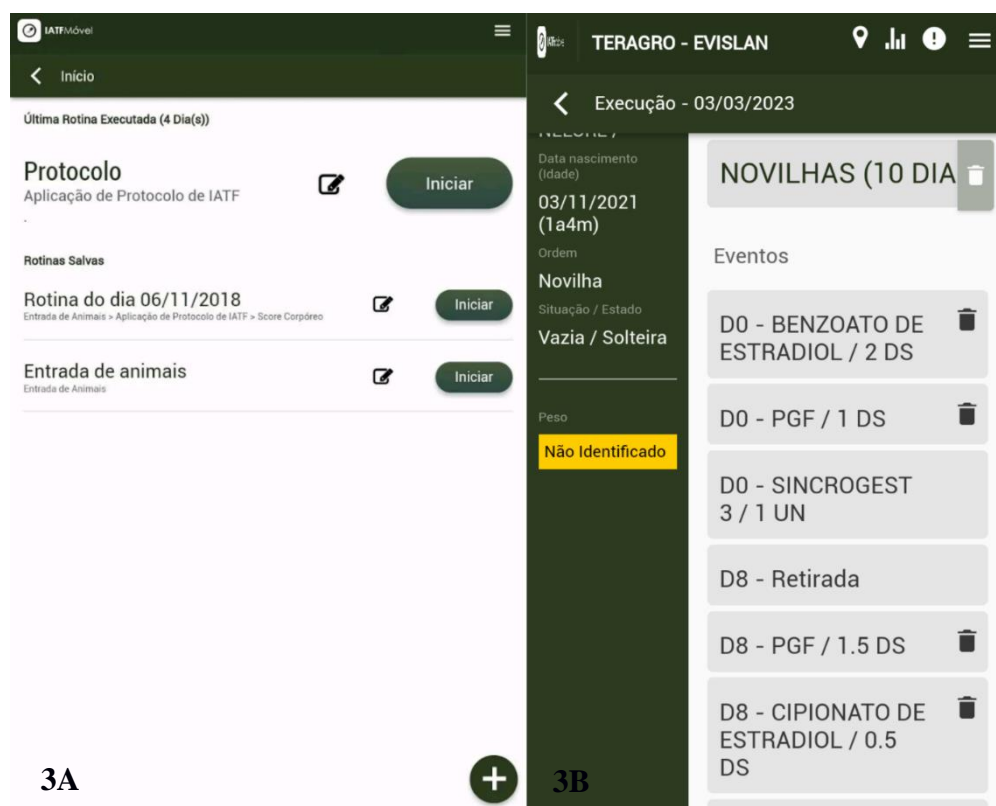 IATFMóvel
Início
Última Rotina Executada (4 Dia(s))
Protocolo
Aplicação de Protocolo de IATF
.
Iniciar
Rotinas Salvas
Rotina do dia 06/11/2018
Entrada de Animais > Aplicação de Protocolo de IATF > Score Corpóreo
Iniciar
Entrada de animais
Entrada de Animais
Iniciar
3A
TERAGRO - EVISLAN
Execução - 03/03/2023
Data nascimento
(Idade)
03/11/2021
(1a4m)
Ordem
Novilha
Situação / Estado
Vazia / Solteira
Peso
Não Identificado
3B
NOVILHAS (10 DIA
Eventos
D0 - BENZOATO DE
ESTRADIOL / 2 DS
D0 - PGF / 1 DS
D0 - SINCROGEST
3 / 1 UN
D8 - Retirada
D8 - PGF / 1.5 DS
D8 - CIPIONATO DE
ESTRADIOL / 0.5
DS